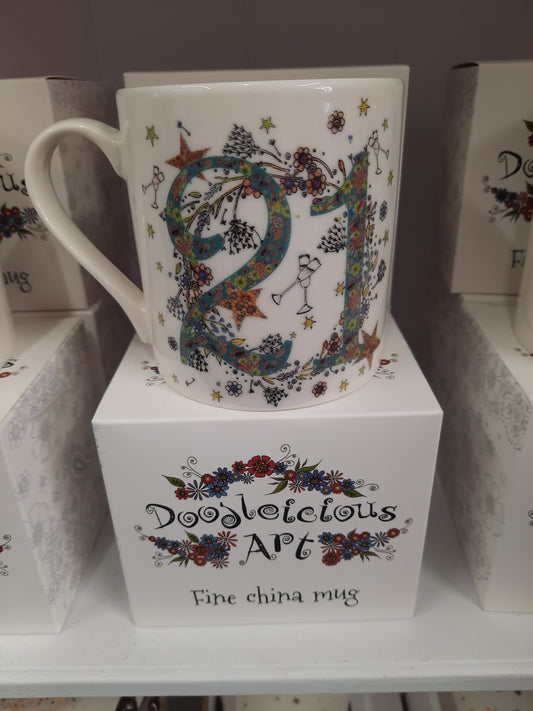 21
Doodleicious
Art
Fine china mug